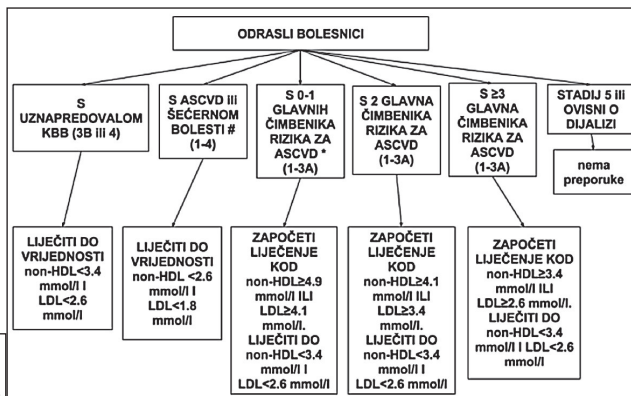 ODRASLI BOLESNICI
S
UZNAPREDOVALOM
KBB (3B ili 4)
S ASCVD ili
ŠEĆERNOM
BOLESTI #
(1-4)
S 0-1
GLAVNIH
ČIMBENIKA
RIZIKA ZA
ASCVD *
(1-3A)
S 2 GLAVNA
ČIMBENIKA
RIZIKA ZA
ASCVD
(1-3A)
S ≥3
GLAVNA
ČIMBENIKA
RIZIKA ZA
ASCVD
(1-3A)
STADIJ 5 ili
OVISNI O
DIJALIZI
nema
preporuke
LIJEČITI DO
VRIJEDNOSTI
non-HDL<3.4
mmol/l I
LDL<2.6
mmol/l
LIJEČITI DO
VRIJEDNOSTI
non-HDL <2.6
mmol/l I
LDL<1.8
mmol/l
ZAPOČETI
LIJEČENJE
KOD
non-HDL≥4.9
mmol/l ILI
LDL≥4.1
mmol/l.
LIJEČITI DO
non-HDL<3.4
mmol/l I
LDL<2.6 mmol/l
ZAPOČETI
LIJEČENJE
KOD
non-HDL≥4.1
mmol/l ILI
LDL≥3.4
mmol/l.
LIJEČITI DO
non-HDL<3.4
mmol/l I
LDL<2.6 mmol/l
ZAPOČETI
LIJEČENJE KOD
non-HDL≥3.4
mmol/l ILI
LDL≥2.6 mmol/l.
LIJEČITI DO
non-HDL<3.4
mmol/l I LDL<2.6
mmol/l